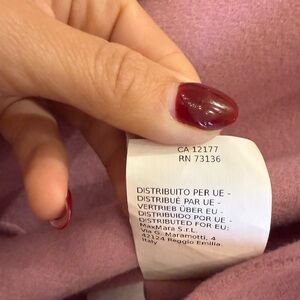 CA 12177
RN 73136
DISTRIBUITO PER UE -
DISTRIBUÉ PAR UE -
VERTRIEB ÜBER EU -
DISTRIBUIDO POR UE -
DISTRIBUTED FOR EU:
MaxMara S.r.L.
Via G. Maramotti, 4
42124 Reggio Emilia.
Italy